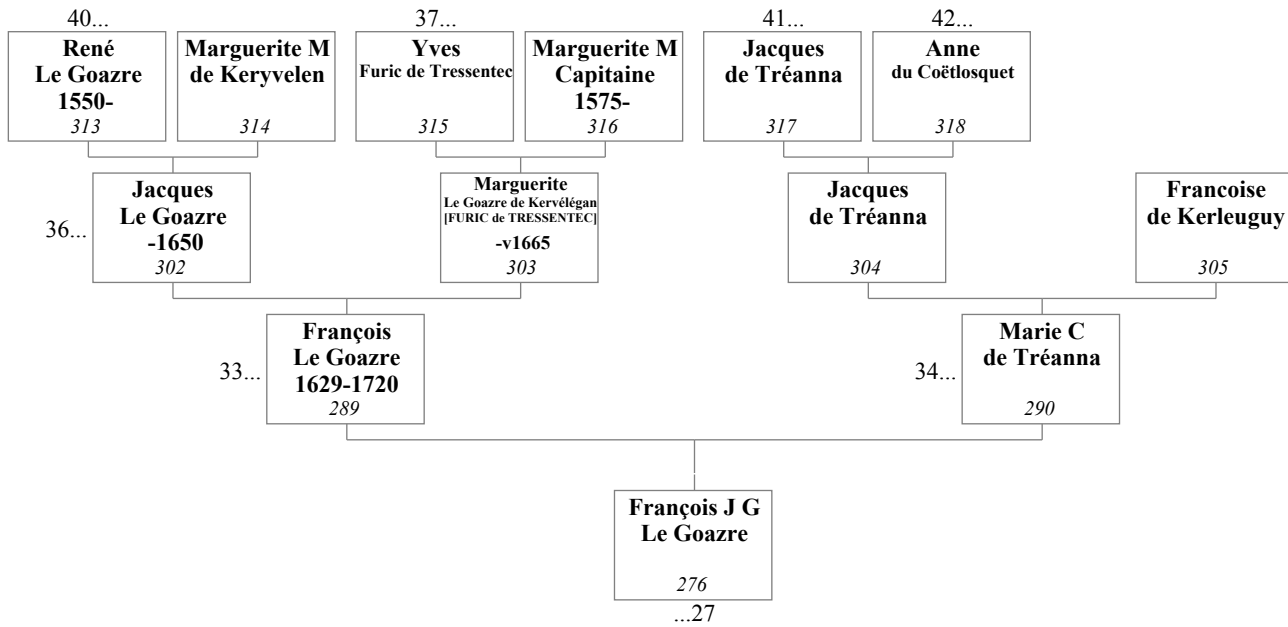 40...
37...
41...
42...
René
Le Goazre
1550-
313
Marguerite M
de Keryvelen
314
Yves
Furic de Tressentec
315
Marguerite M
Capitaine
1575-
316
Jacques
de Tréanna
317
Anne
du Coëtlosquet
318
36...
Jacques
Le Goazre
-1650
302
Marguerite
Le Goazre de Kervélégan
[FURIC de TRESSENTEC]
-v1665
303
Jacques
de Tréanna
304
Francoise
de Kerleuguy
305
33...
François
Le Goazre
1629-1720
289
34...
Marie C
de Tréanna
290
François J G
Le Goazre
276
...27